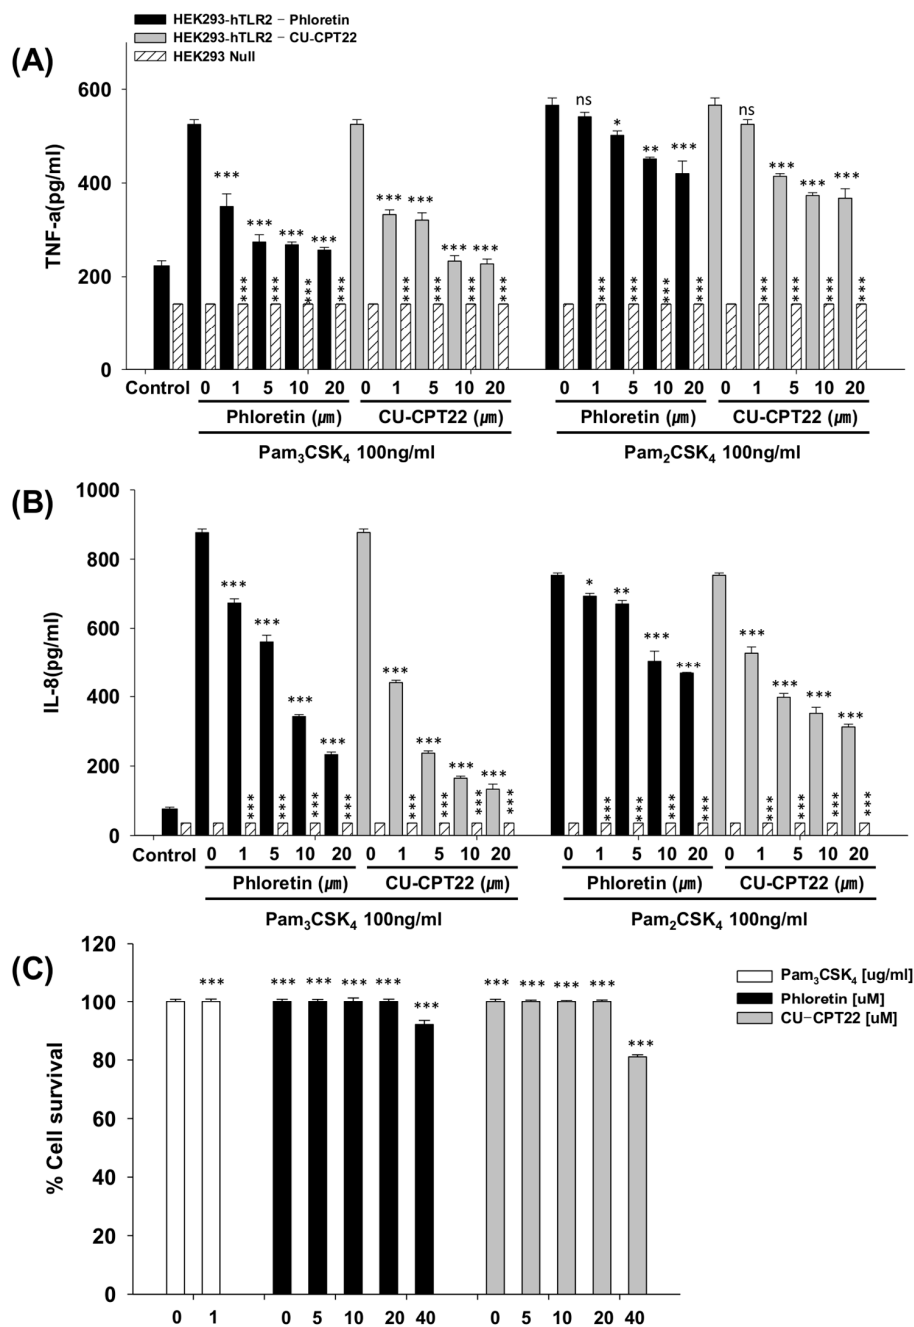 HEK293-hTLR2 – Phloretin
HEK293-hTLR2 – CU-CPT22
HEK293 Null
(A)
TNF-a(pg/ml)
600
400
200
0
ns
*
**
***
***
ns
***
***
***
***
***
***
***
***
***
***
***
*** *** *** *** *** *** *** *** *** *** *** *** *** *** *** ***
Control 0 1 5 10 20 0 1 5 10 20 0 1 5 10 20 0 1 5 10 20
Phloretin (㎛) CU-CPT22 (㎛) Phloretin (㎛) CU-CPT22 (㎛)
Pam3CSK4 100ng/ml Pam2CSK4 100ng/ml
(B)
IL-8(pg/ml)
1000
800
600
400
200
0
*** *** *** *** *** *** *** *** * ** *** *** *** *** *** ***
*** *** *** *** *** *** *** *** *** *** *** *** *** *** *** ***
Control 0 1 5 10 20 0 1 5 10 20 0 1 5 10 20 0 1 5 10 20
Phloretin (㎛) CU-CPT22 (㎛) Phloretin (㎛) CU-CPT22 (㎛)
Pam3CSK4 100ng/ml Pam2CSK4 100ng/ml
(C)
% Cell survival
120
100
80
60
40
20
0
*** *** *** *** *** *** *** *** *** *** ***
Pam3CSK4 [ug/ml]
Phloretin [uM]
CU–CPT22 [uM]
0 1 0 5 10 20 40 0 5 10 20 40